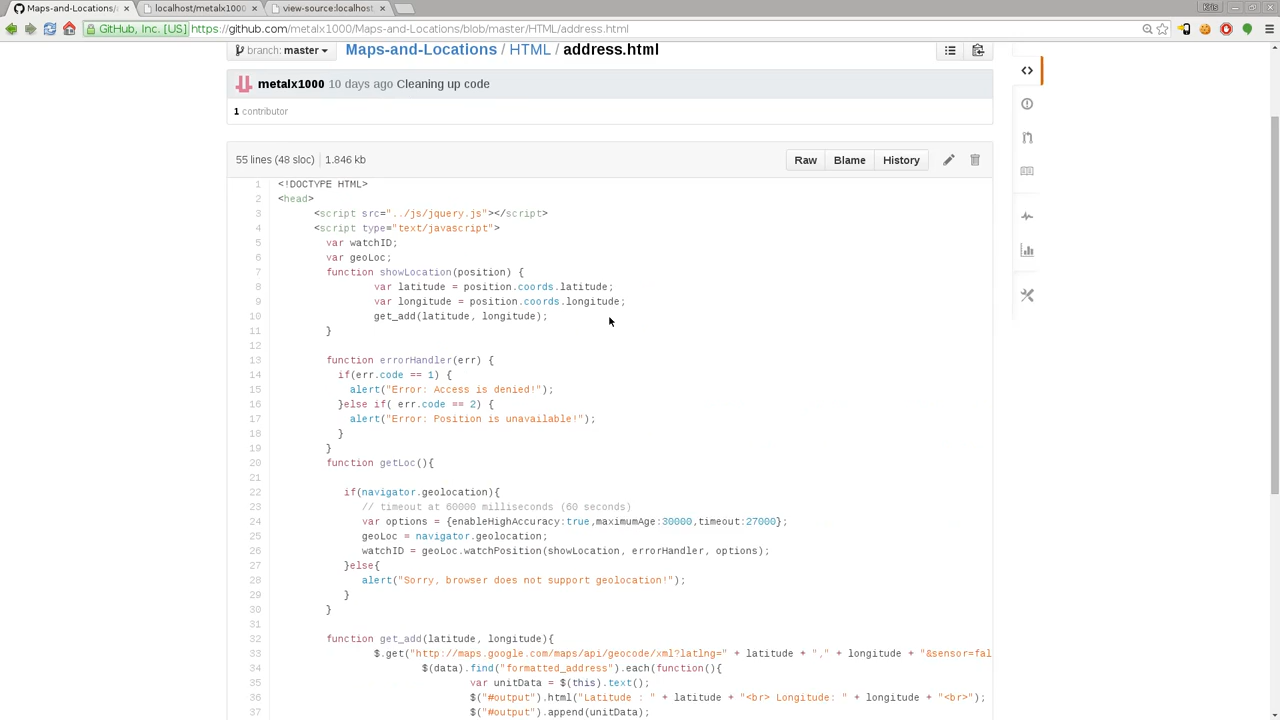 Maps-and-Locations/
localhost/metalx1000
view-source:localhost
Kris
GitHub, Inc. [US]
https://github.com/metalx1000/Maps-and-Locations/blob/master/HTML/address.html
branch: master
Maps-and-Locations / HTML / address.html
metalx1000 10 days ago Cleaning up code
1 contributor
55 lines (48 sloc) 1.846 kb
Raw Blame History
1 <!DOCTYPE HTML>
2 <head>
3 <script src="../js/jquery.js"></script>
4 <script type="text/javascript">
5 var watchID;
6 var geoLoc;
7 function showLocation(position) {
8 var latitude = position.coords.latitude;
9 var longitude = position.coords.longitude;
10 get_add(latitude, longitude);
11 }
12
13 function errorHandler(err) {
14 if(err.code == 1) {
15 alert("Error: Access is denied!");
16 }else if( err.code == 2) {
17 alert("Error: Position is unavailable!");
18 }
19 }
20 function getLoc(){
21
22 if(navigator.geolocation){
23 // timeout at 60000 milliseconds (60 seconds)
24 var options = {enableHighAccuracy:true,maximumAge:30000,timeout:27000};
25 geoLoc = navigator.geolocation;
26 watchID = geoLoc.watchPosition(showLocation, errorHandler, options);
27 }else{
28 alert("Sorry, browser does not support geolocation!");
29 }
30 }
31
32 function get_add(latitude, longitude){
33 $.get("http://maps.google.com/maps/api/geocode/xml?latlng=" + latitude + "," + longitude + "&sensor=fal
34 $(data).find("formatted_address").each(function(){
35 var unitData = $(this).text();
36 $("#output").html("Latitude : " + latitude + "<br> Longitude: " + longitude + "<br>");
37 $("#output").append(unitData);